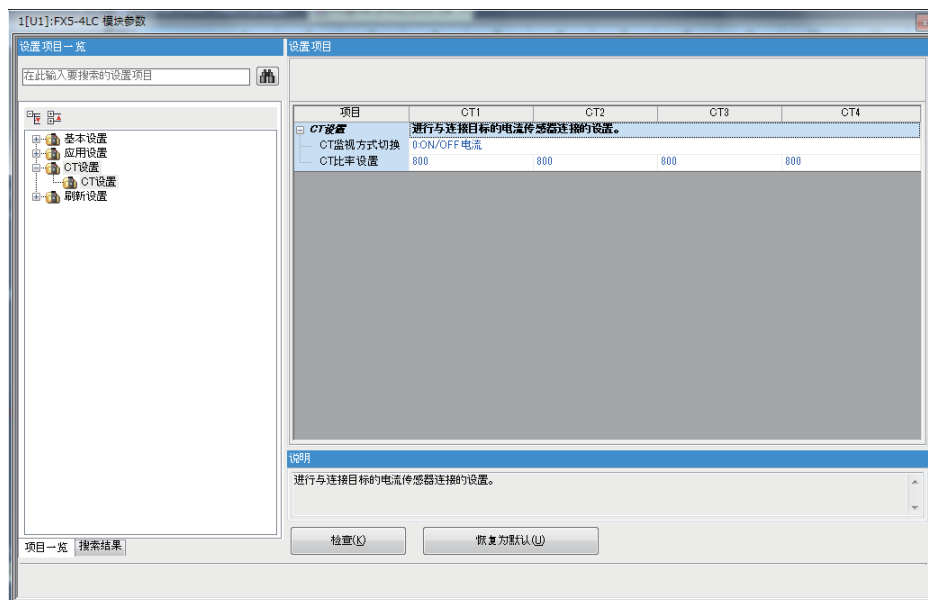 1[U1]:FX5-4LC 模块参数
设置项目一览
设置项目
在此输入要搜索的设置项目
项目 CT1 CT2 CT3 CT4
CT设置 进行与连接目标的电流传感器连接的设置。
CT监视方式切换 0:ON/OFF电流
CT比率设置 800 800 800 800
基本设置
应用设置
CT设置
CT设置
刷新设置
说明
进行与连接目标的电流传感器连接的设置。
检查(K) 恢复为默认(U)
项目一览 搜索结果